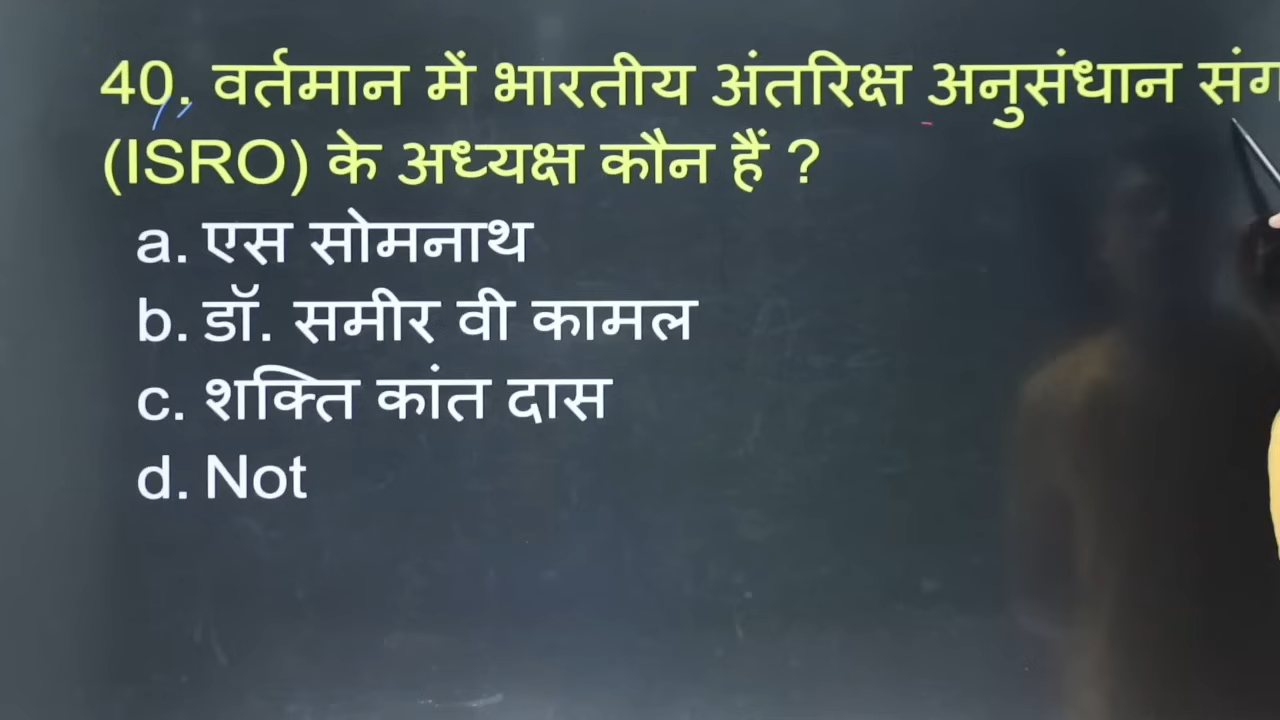 40. वर्तमान में भारतीय अंतरिक्ष अनुसंधान
(ISRO) के अध्यक्ष कौन हैं ?
a. एस सोमनाथ
b. डॉ. समीर वी कामल
c. शक्ति कांत दास
d. Not